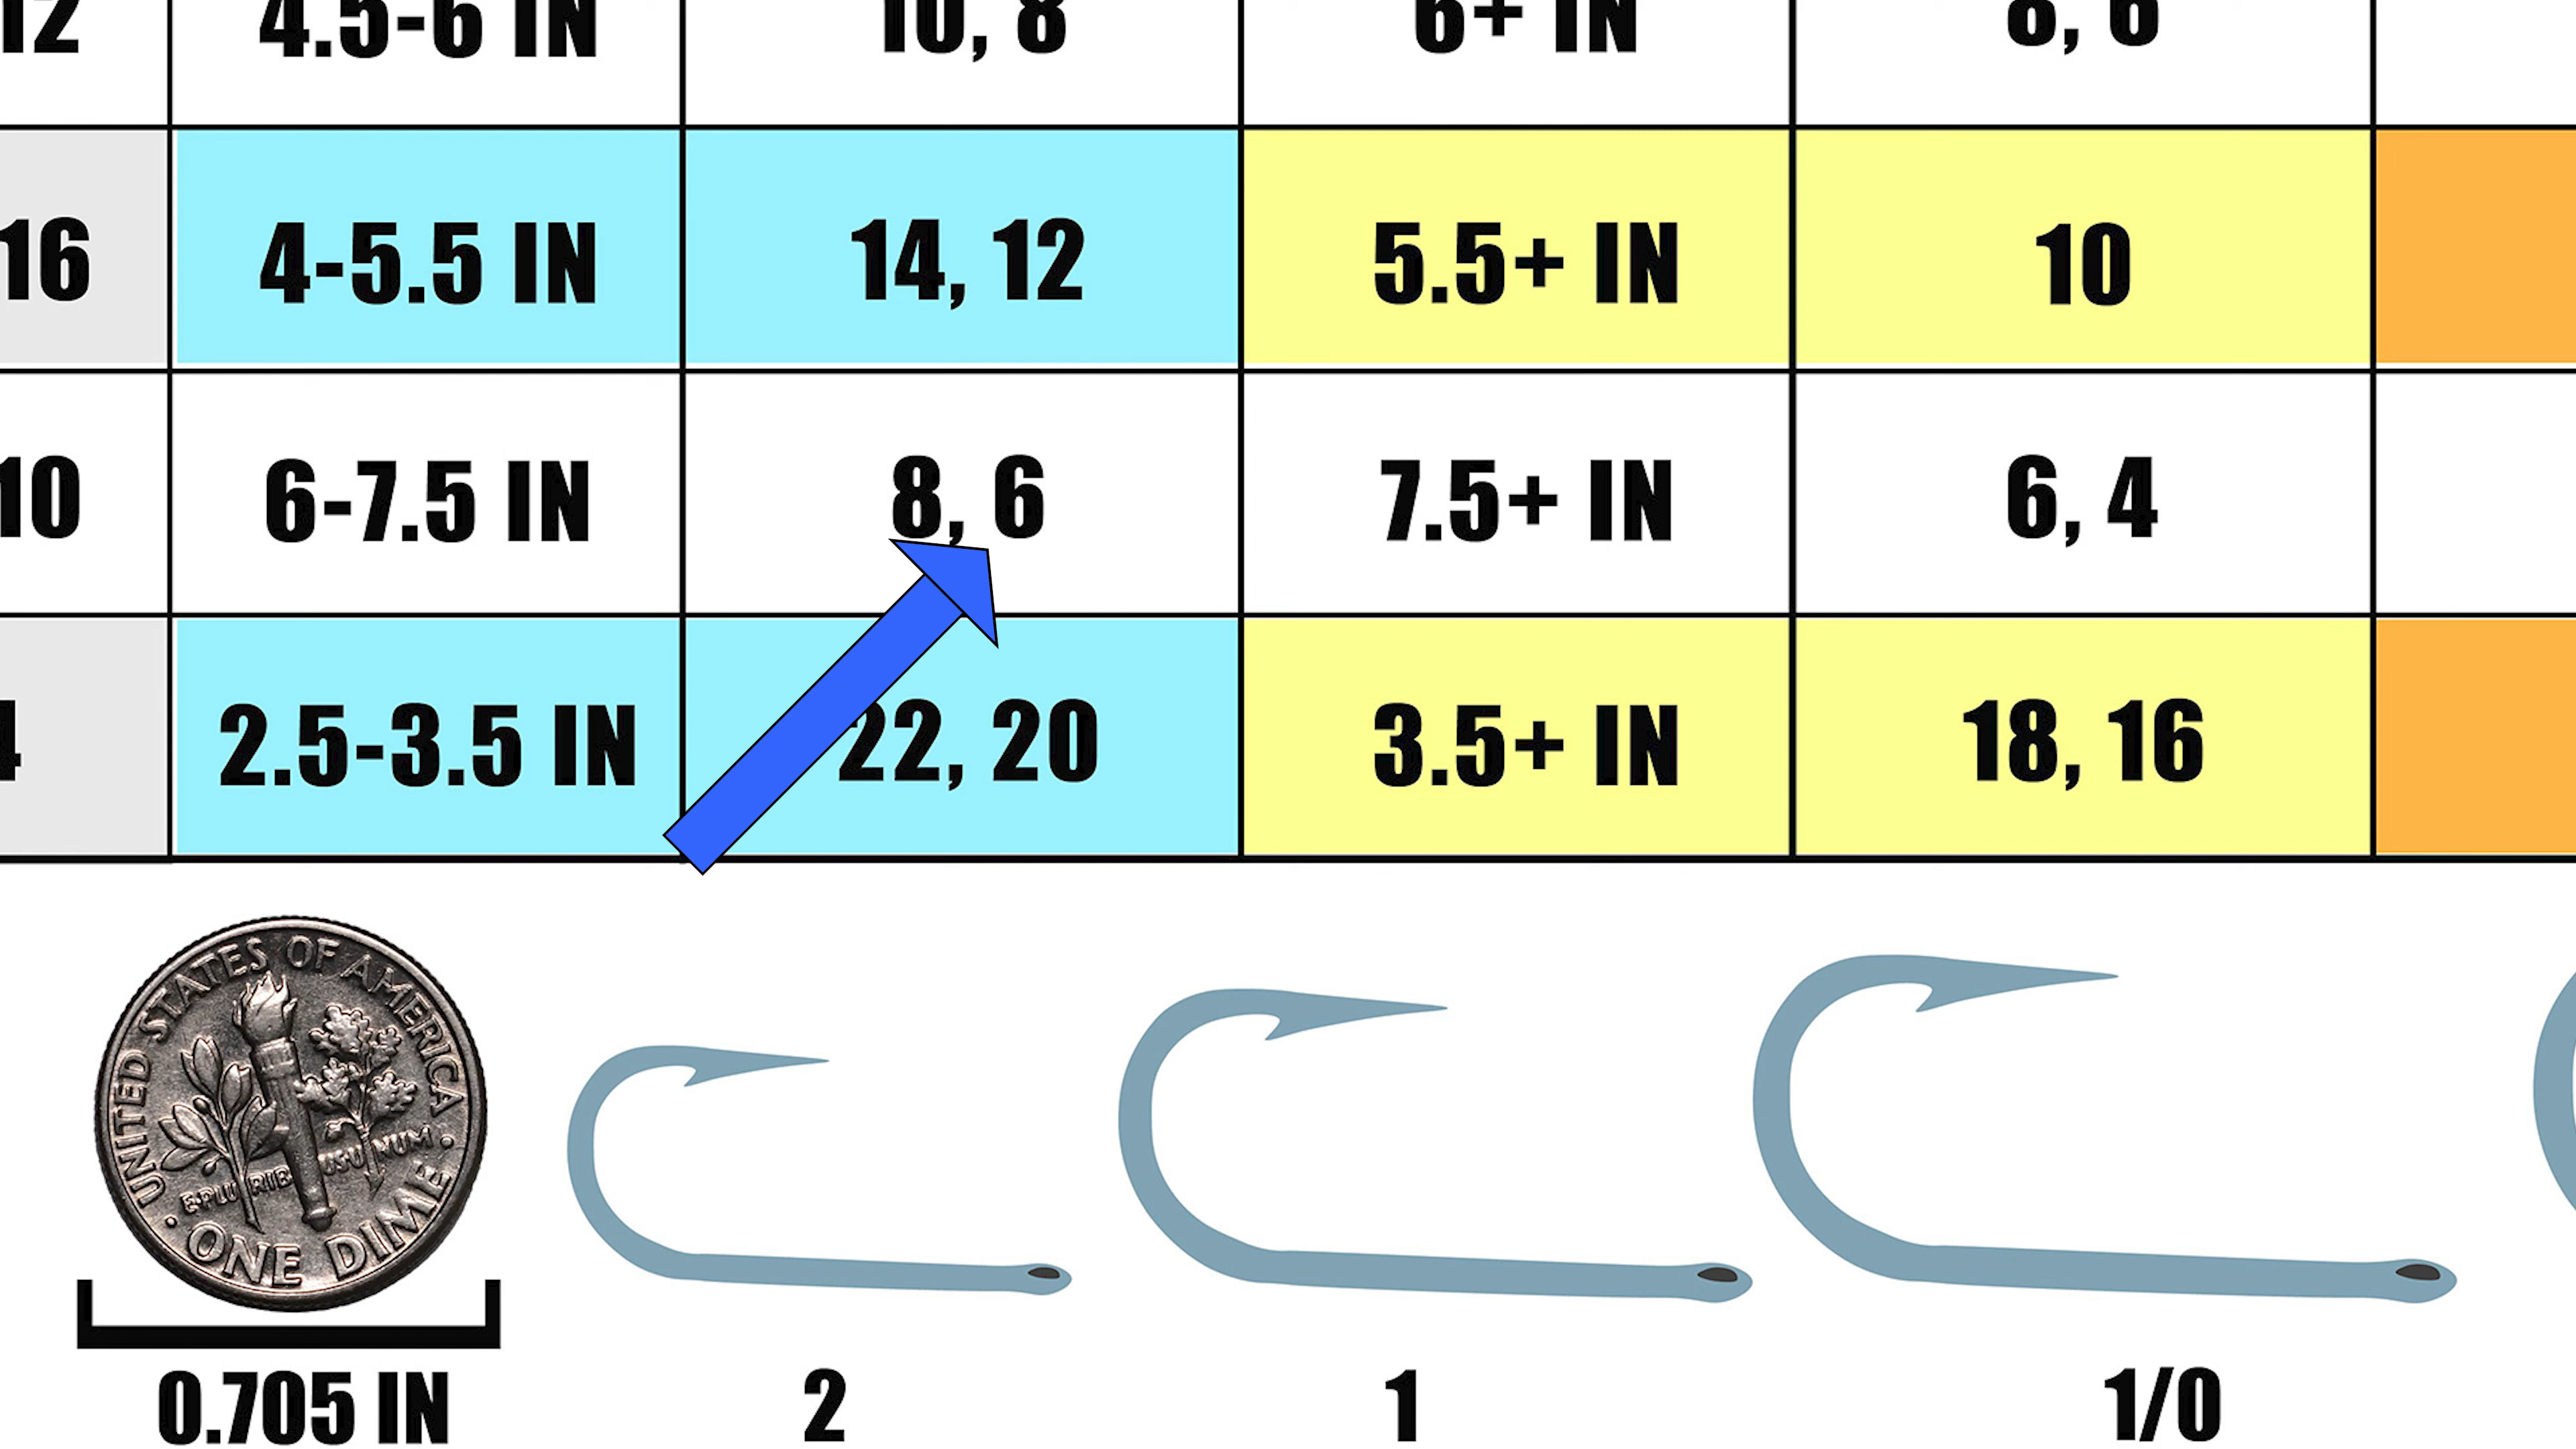 12 4.5-6 IN 10, 8 6+ IN 8, 6
16 4-5.5 IN 14, 12 5.5+ IN 10
10 6-7.5 IN 8, 6 7.5+ IN 6, 4
4 2.5-3.5 IN 22, 20 3.5+ IN 18, 16
UNITED STATES OF AMERICA
E PLURIBUS UNUM
ONE DIME
0.705 IN 2 1 1/0